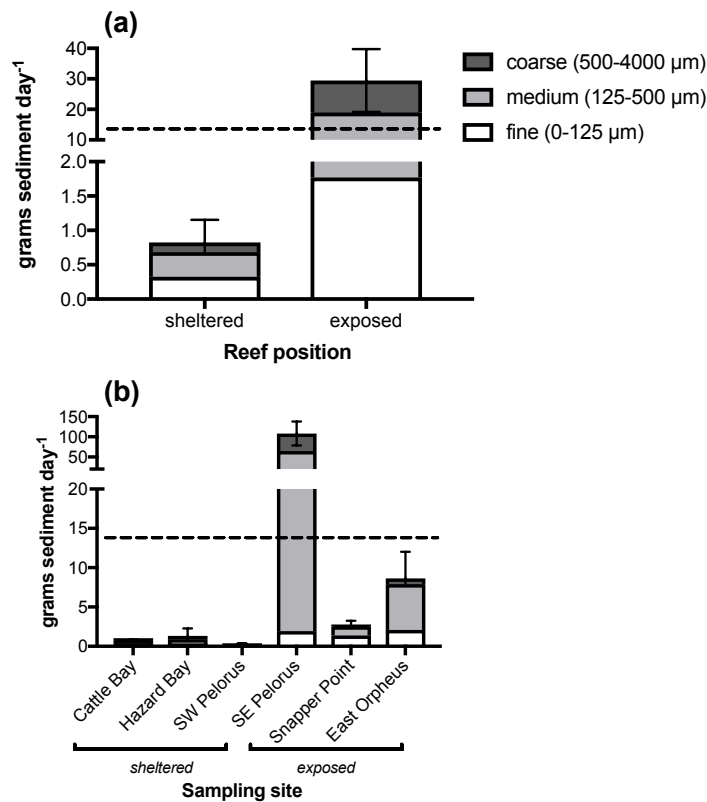 (a)
40
30
20
10
2.0
1.5
1.0
0.5
0.0
grams sediment day-1
sheltered
exposed
Reef position
coarse (500-4000 µm)
medium (125-500 µm)
fine (0-125 µm)
(b)
150
100
50
20
15
10
5
0
grams sediment day-1
Cattle Bay
Hazard Bay
SW Pelorus
SE Pelorus
Snapper Point
East Orpheus
sheltered
exposed
Sampling site